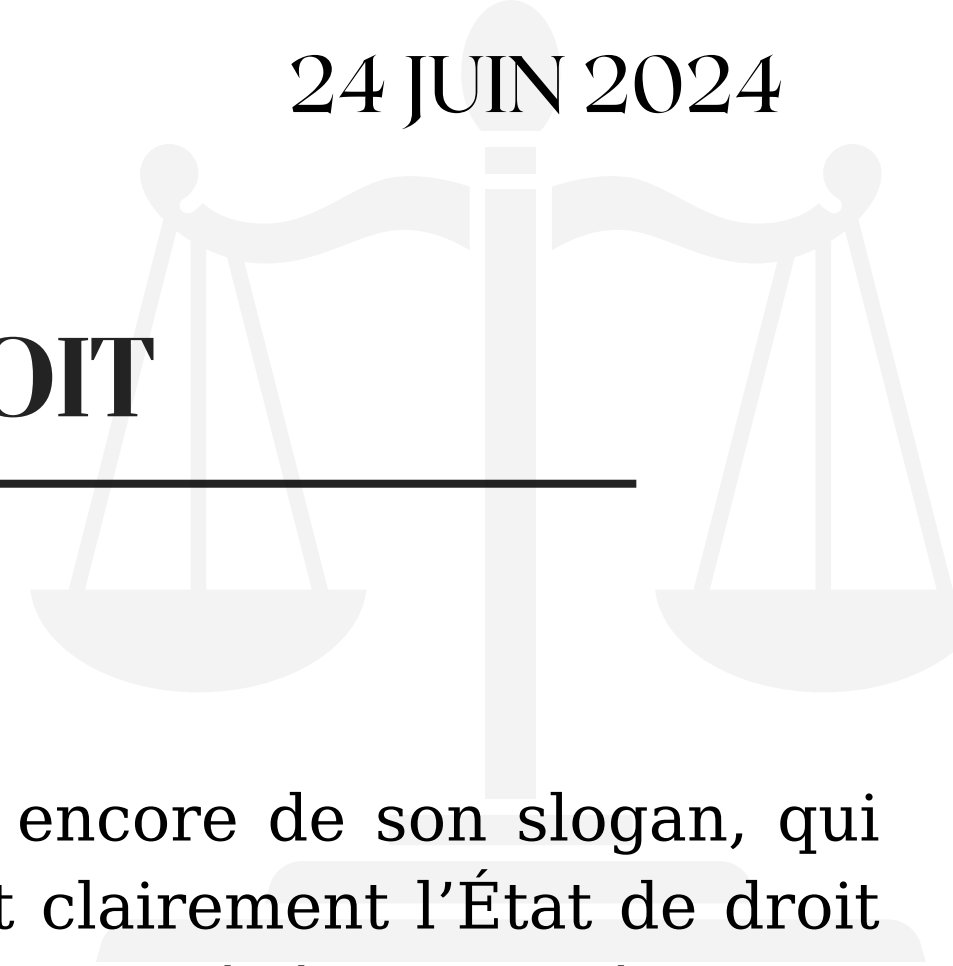 24 JUIN 2024
OIT
encore de son slogan, qui
t clairement l’État de droit